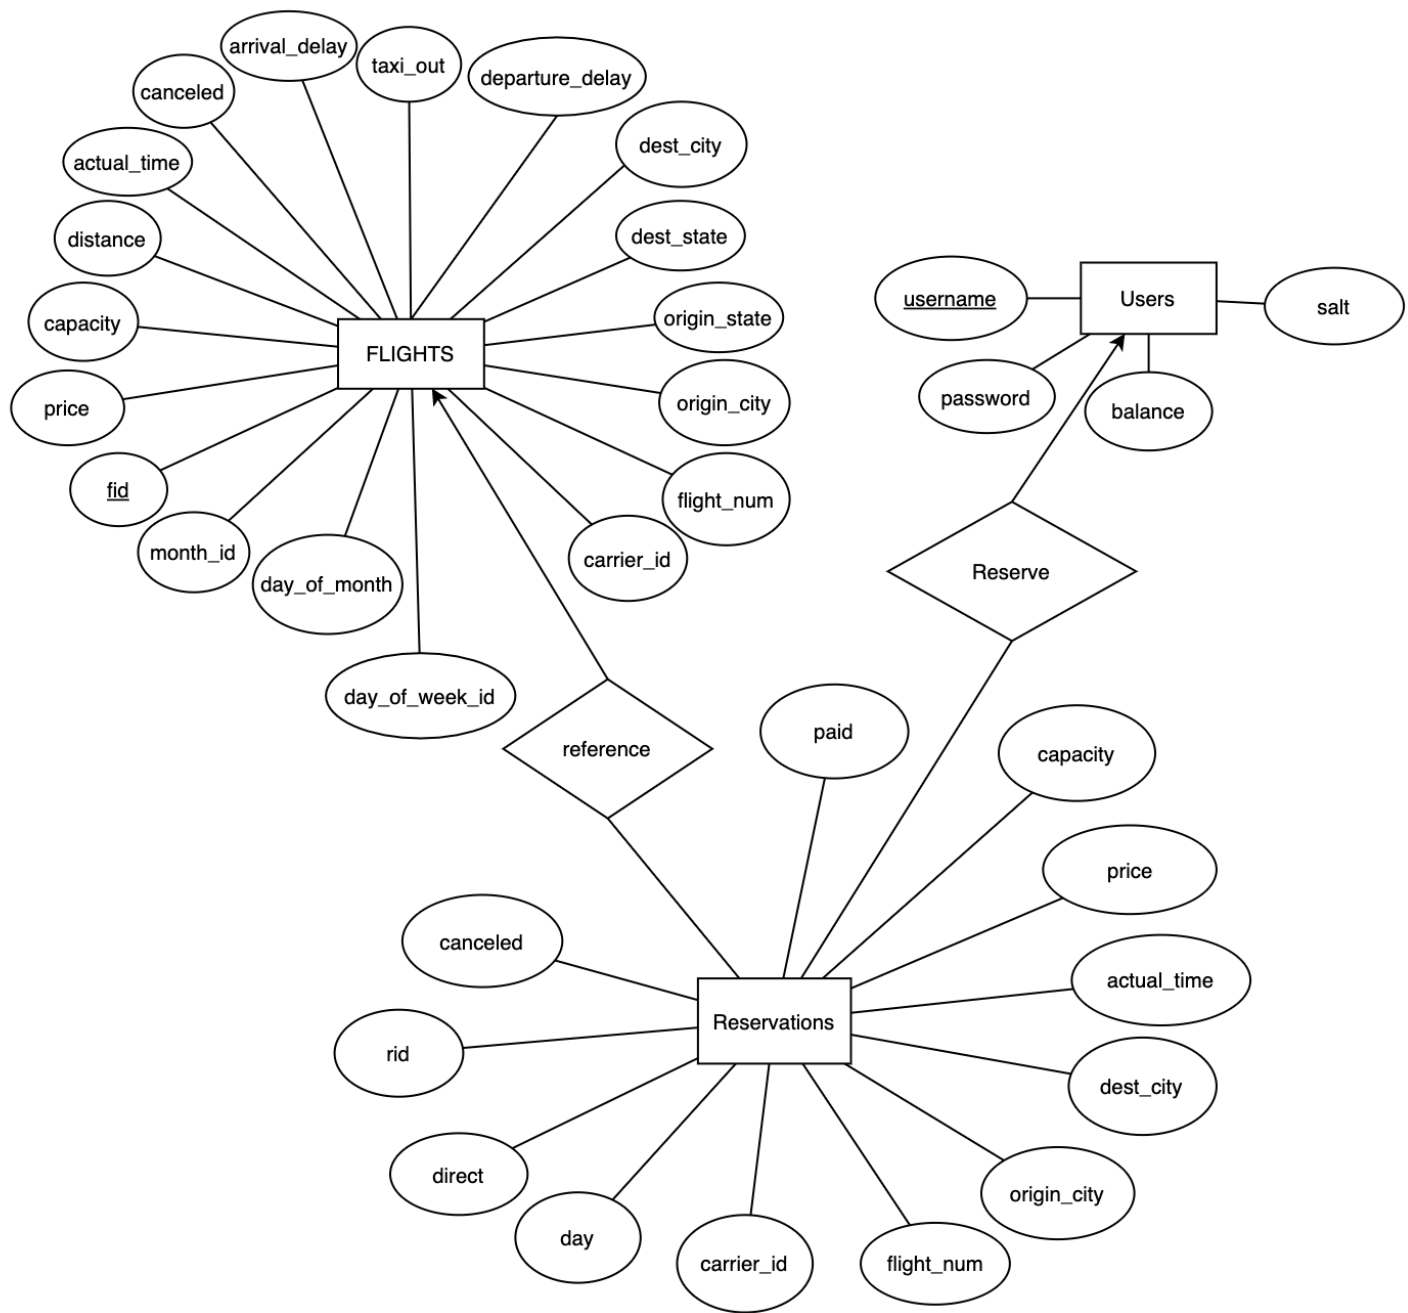 arrival_delay
taxi_out
departure_delay
canceled
dest_city
actual_time
dest_state
distance
origin_state
capacity
FLIGHTS
origin_city
price
fid
flight_num
month_id
carrier_id
day_of_month
day_of_week_id
reference
username
Users
salt
password
balance
Reserve
paid
capacity
price
canceled
actual_time
Reservations
rid
dest_city
direct
origin_city
day
carrier_id
flight_num